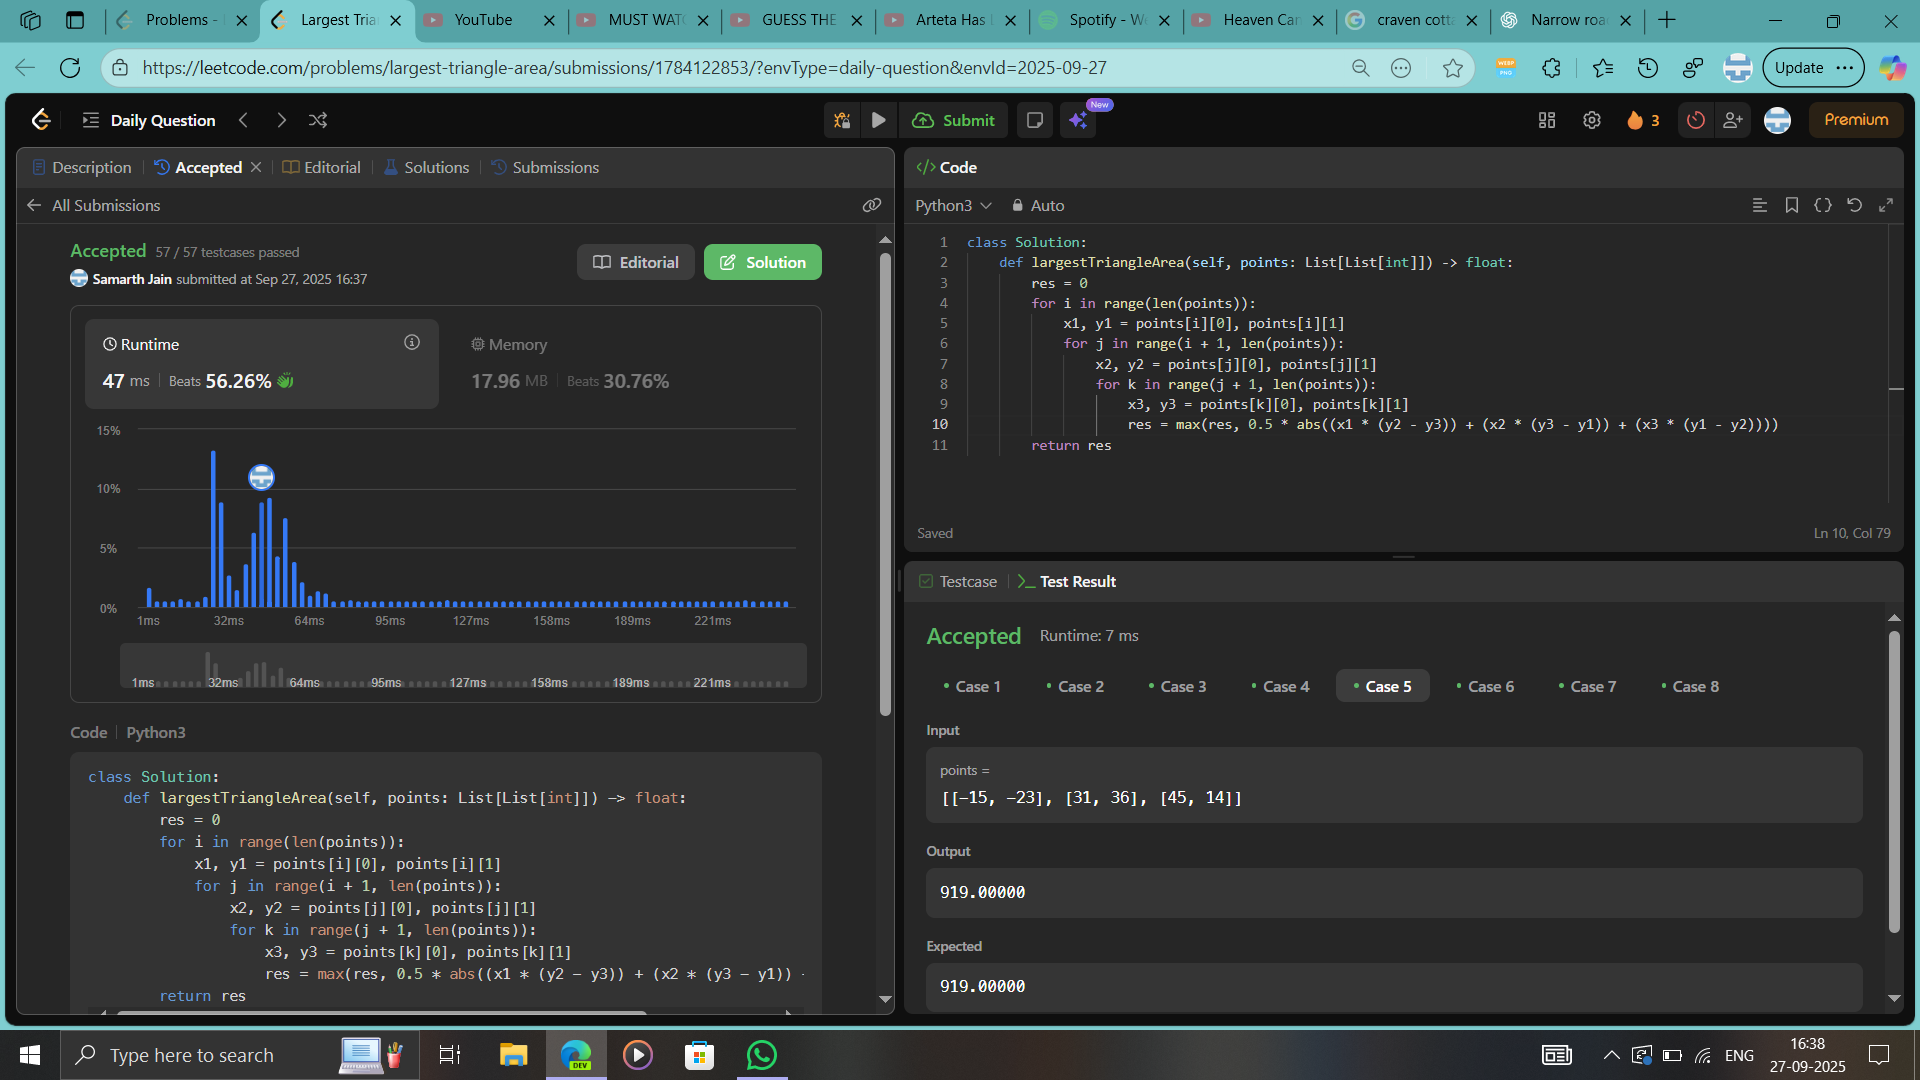 Problems -
Largest Tria
YouTube
MUST WAT
GUESS THE
Arteta Has
Spotify - W
Heaven Car
craven cotta
Narrow roa
https://leetcode.com/problems/largest-triangle-area/submissions/1784122853/?envType=daily-question&envId=2025-09-27
WEBP
PNG
Update
Daily Question
Submit
New
3
Premium
Description
Accepted
Editorial
Solutions
Submissions
All Submissions
Accepted 57 / 57 testcases passed
Samarth Jain submitted at Sep 27, 2025 16:37
Editorial
Solution
Runtime
47 ms Beats 56.26%
Memory
17.96 MB Beats 30.76%
15%
10%
5%
0%
1ms 32ms 64ms 95ms 127ms 158ms 189ms 221ms
1ms 32ms 64ms 95ms 127ms 158ms 189ms 221ms
Code Python3
class Solution:
    def largestTriangleArea(self, points: List[List[int]]) -> float:
        res = 0
        for i in range(len(points)):
            x1, y1 = points[i][0], points[i][1]
            for j in range(i + 1, len(points)):
                x2, y2 = points[j][0], points[j][1]
                for k in range(j + 1, len(points)):
                    x3, y3 = points[k][0], points[k][1]
                    res = max(res, 0.5 * abs((x1 * (y2 - y3)) + (x2 * (y3 - y1)) 
        return res
</> Code
Python3 Auto
1 class Solution:
2     def largestTriangleArea(self, points: List[List[int]]) -> float:
3         res = 0
4         for i in range(len(points)):
5             x1, y1 = points[i][0], points[i][1]
6             for j in range(i + 1, len(points)):
7                 x2, y2 = points[j][0], points[j][1]
8                 for k in range(j + 1, len(points)):
9                     x3, y3 = points[k][0], points[k][1]
10                     res = max(res, 0.5 * abs((x1 * (y2 - y3)) + (x2 * (y3 - y1)) + (x3 * (y1 - y2))))
11         return res
Saved
Ln 10, Col 79
Testcase
Test Result
Accepted Runtime: 7 ms
Case 1
Case 2
Case 3
Case 4
Case 5
Case 6
Case 7
Case 8
Input
points =
[[-15, -23], [31, 36], [45, 14]]
Output
919.00000
Expected
919.00000
Type here to search
DEV
ENG
16:38
27-09-2025